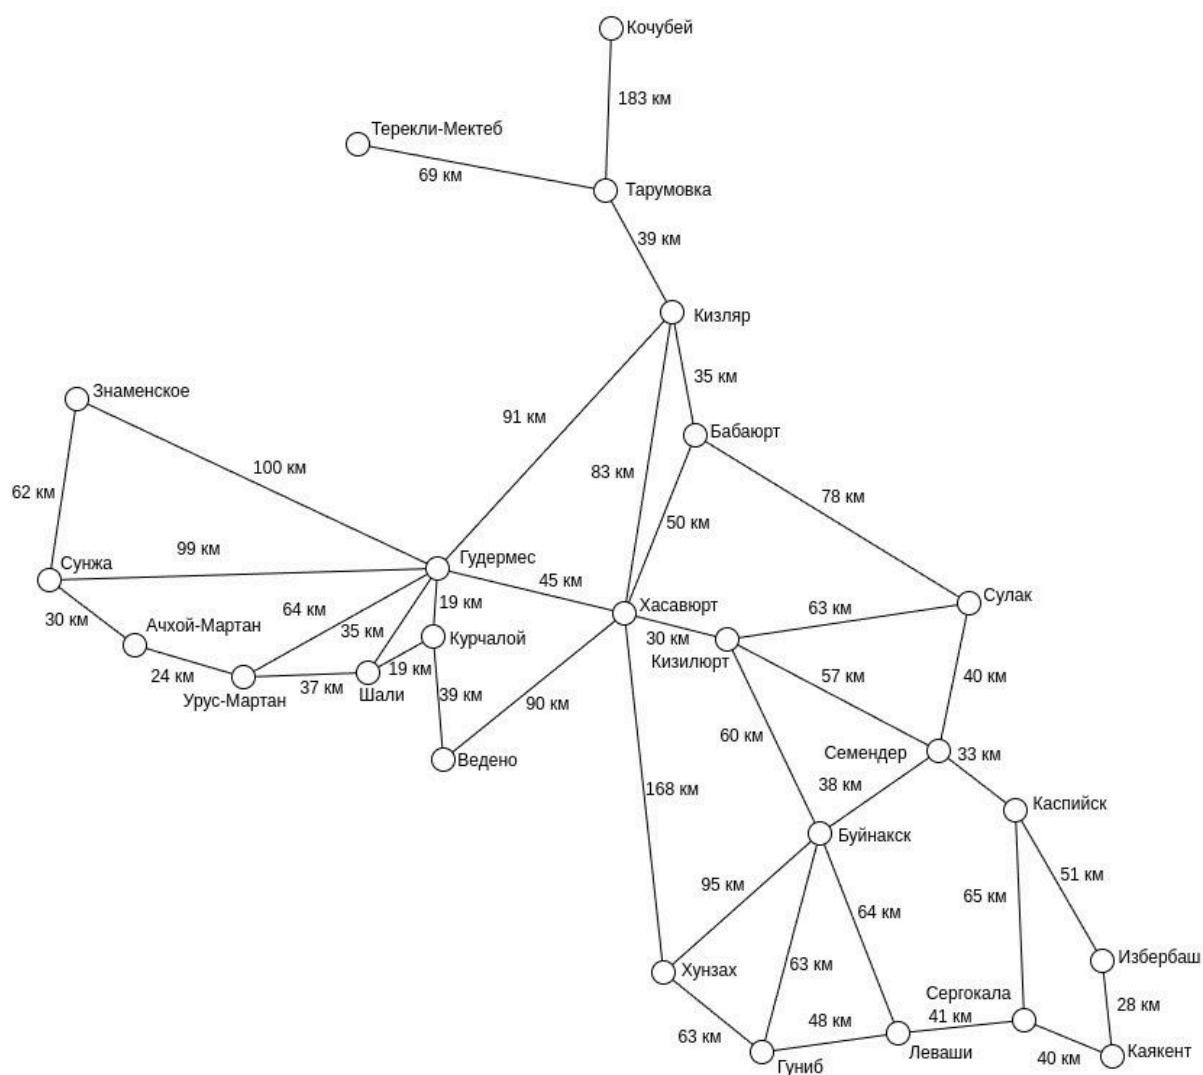 Кочубей
183 км
Терекли-Мектеб
69 км
Тарумовка
39 км
Кизляр
35 км
Знаменское
91 км
Бабаюрт
100 км
83 км
62 км
78 км
50 км
99 км
Сунжа
Гудермес
45 км
19 км
Хасавюрт
63 км
Сулак
64 км
30 км
Ачхой-Мартан
35 км
30 км
Курчалой
Кизилюрт
19 км
57 км
24 км
37 км
40 км
Урус-Мартан
Шали
39 км
90 км
60 км
Ведено
Семендер
33 км
168 км
38 км
Каспийск
Буйнакск
51 км
95 км
65 км
64 км
Избербаш
63 км
Хунзах
Сергокала
28 км
48 км
41 км
63 км
Леваши
Каякент
40 км
Гуниб